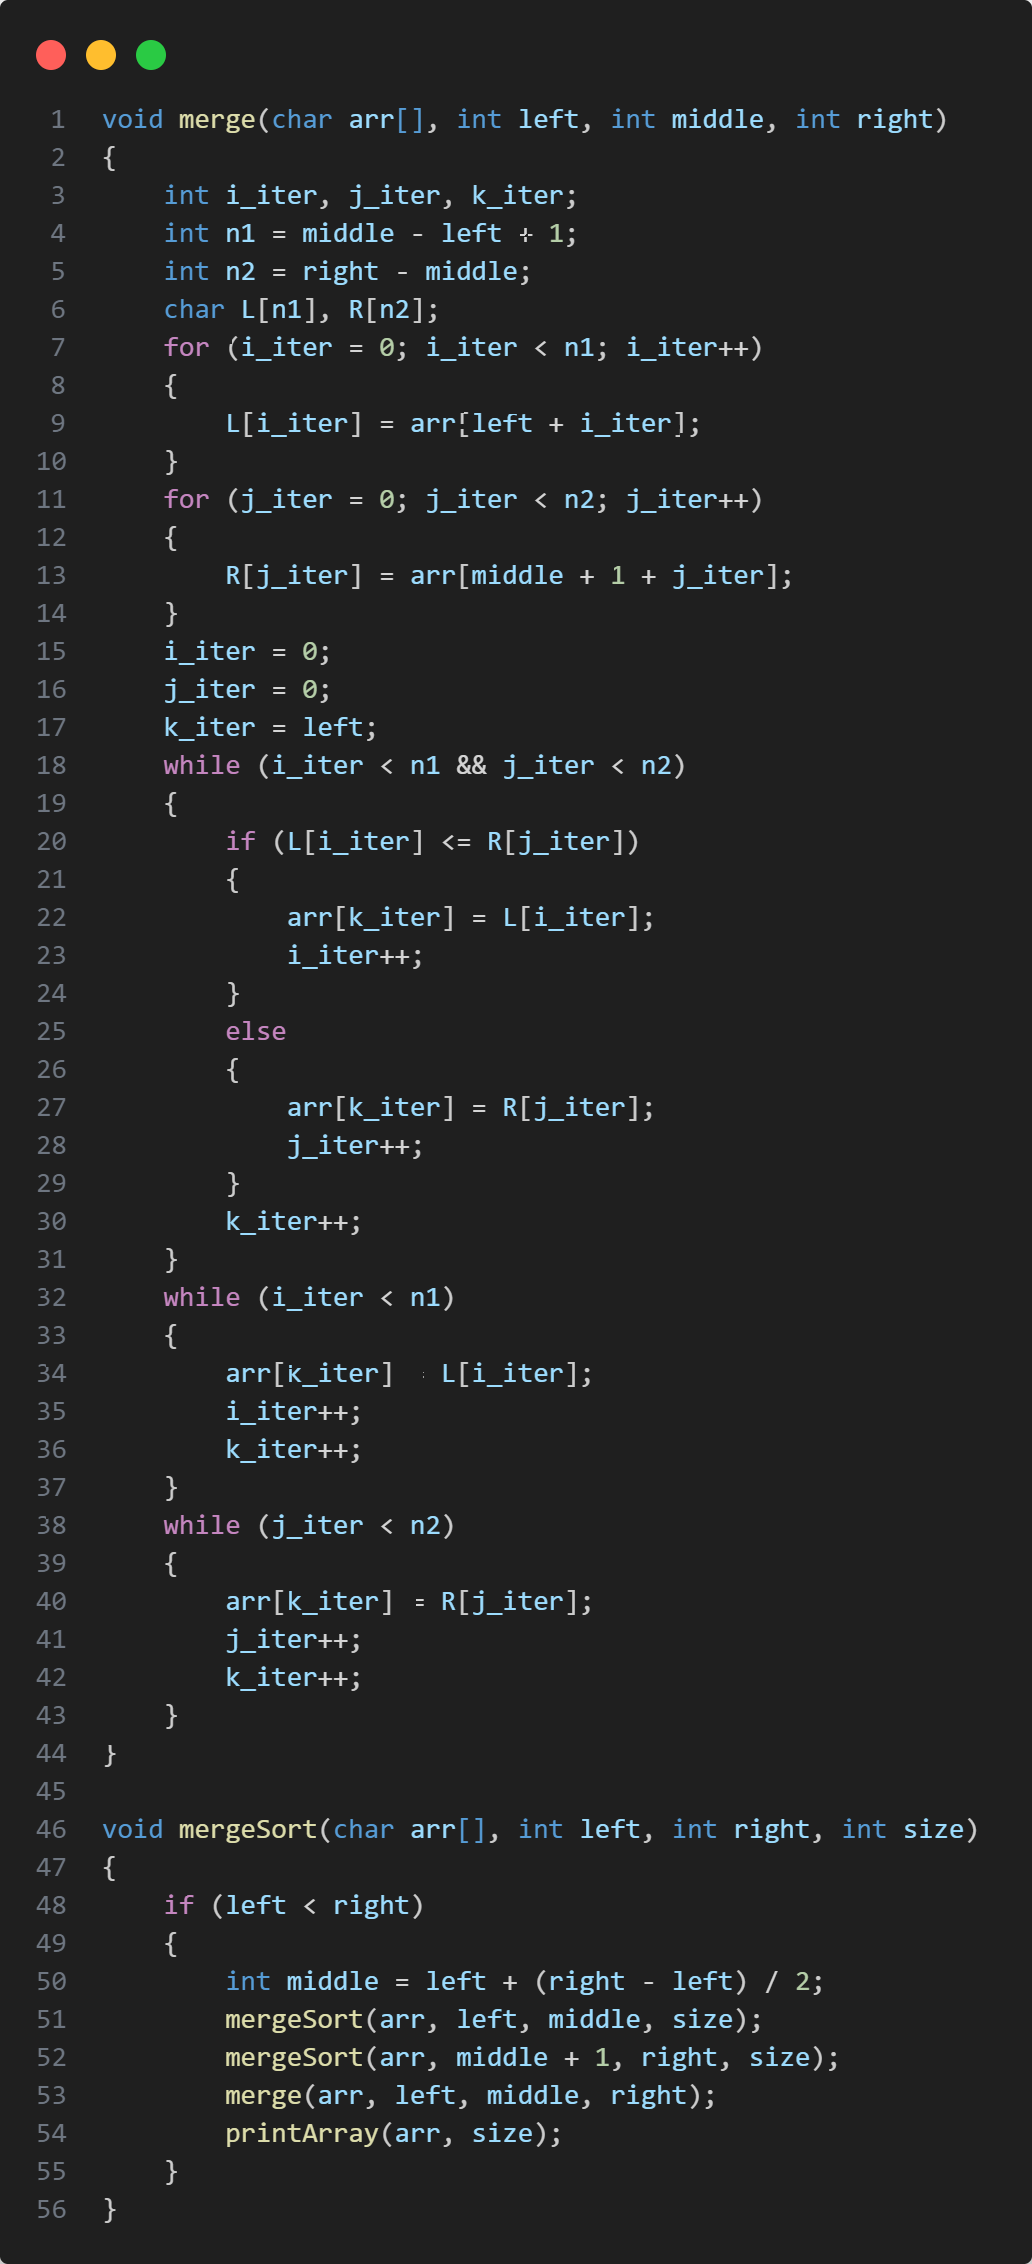 1 void merge(char arr[], int left, int middle, int right)
2 {
3     int i_iter, j_iter, k_iter;
4     int n1 = middle - left + 1;
5     int n2 = right - middle;
6     char L[n1], R[n2];
7     for (i_iter = 0; i_iter < n1; i_iter++)
8     {
9         L[i_iter] = arr[left + i_iter];
10     }
11     for (j_iter = 0; j_iter < n2; j_iter++)
12     {
13         R[j_iter] = arr[middle + 1 + j_iter];
14     }
15     i_iter = 0;
16     j_iter = 0;
17     k_iter = left;
18     while (i_iter < n1 && j_iter < n2)
19     {
20         if (L[i_iter] <= R[j_iter])
21         {
22             arr[k_iter] = L[i_iter];
23             i_iter++;
24         }
25         else
26         {
27             arr[k_iter] = R[j_iter];
28             j_iter++;
29         }
30         k_iter++;
31     }
32     while (i_iter < n1)
33     {
34         arr[k_iter] = L[i_iter];
35         i_iter++;
36         k_iter++;
37     }
38     while (j_iter < n2)
39     {
40         arr[k_iter] = R[j_iter];
41         j_iter++;
42         k_iter++;
43     }
44 }
45
46 void mergeSort(char arr[], int left, int right, int size)
47 {
48     if (left < right)
49     {
50         int middle = left + (right - left) / 2;
51         mergeSort(arr, left, middle, size);
52         mergeSort(arr, middle + 1, right, size);
53         merge(arr, left, middle, right);
54         printArray(arr, size);
55     }
56 }